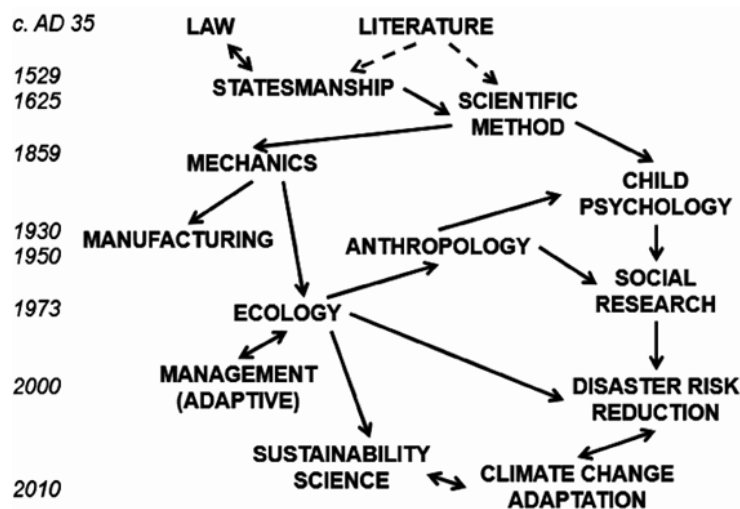 c. AD 35 LAW LITERATURE
1529 STATESMANSHIP
1625 SCIENTIFIC
METHOD
1859 MECHANICS
CHILD
PSYCHOLOGY
1930 MANUFACTURING
1950 ANTHROPOLOGY
SOCIAL
RESEARCH
1973 ECOLOGY
MANAGEMENT
(ADAPTIVE)
2000 DISASTER RISK
REDUCTION
SUSTAINABILITY
SCIENCE
CLIMATE CHANGE
ADAPTATION
2010